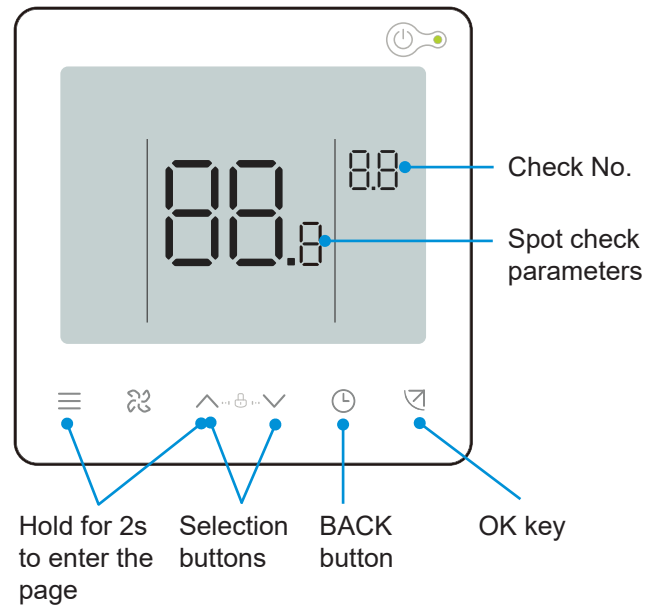 8.8
88.8
Check No.
Spot check
parameters
Hold for 2s
to enter the
page
Selection
buttons
BACK
button
OK key